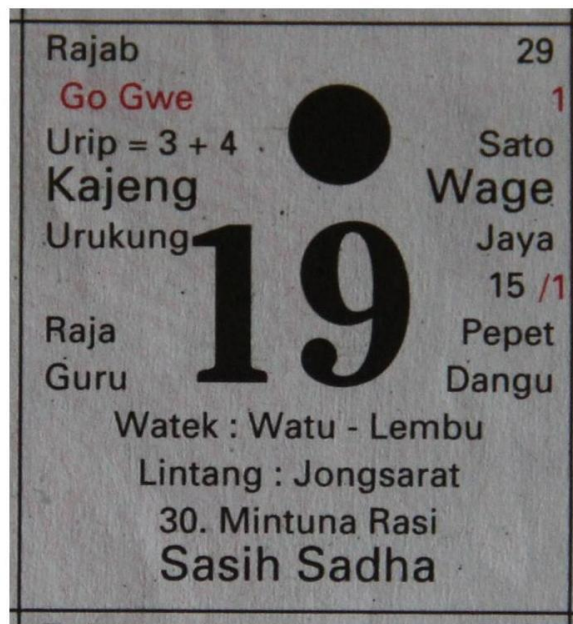 Rajab 29
Go Gwe 1
Urip = 3 + 4 Sato
Kajeng Wage
Urukung Jaya
19
15 /1
Raja Pepet
Guru Dangu
Watek : Watu - Lembu
Lintang : Jongsarat
30. Mintuna Rasi
Sasih Sadha